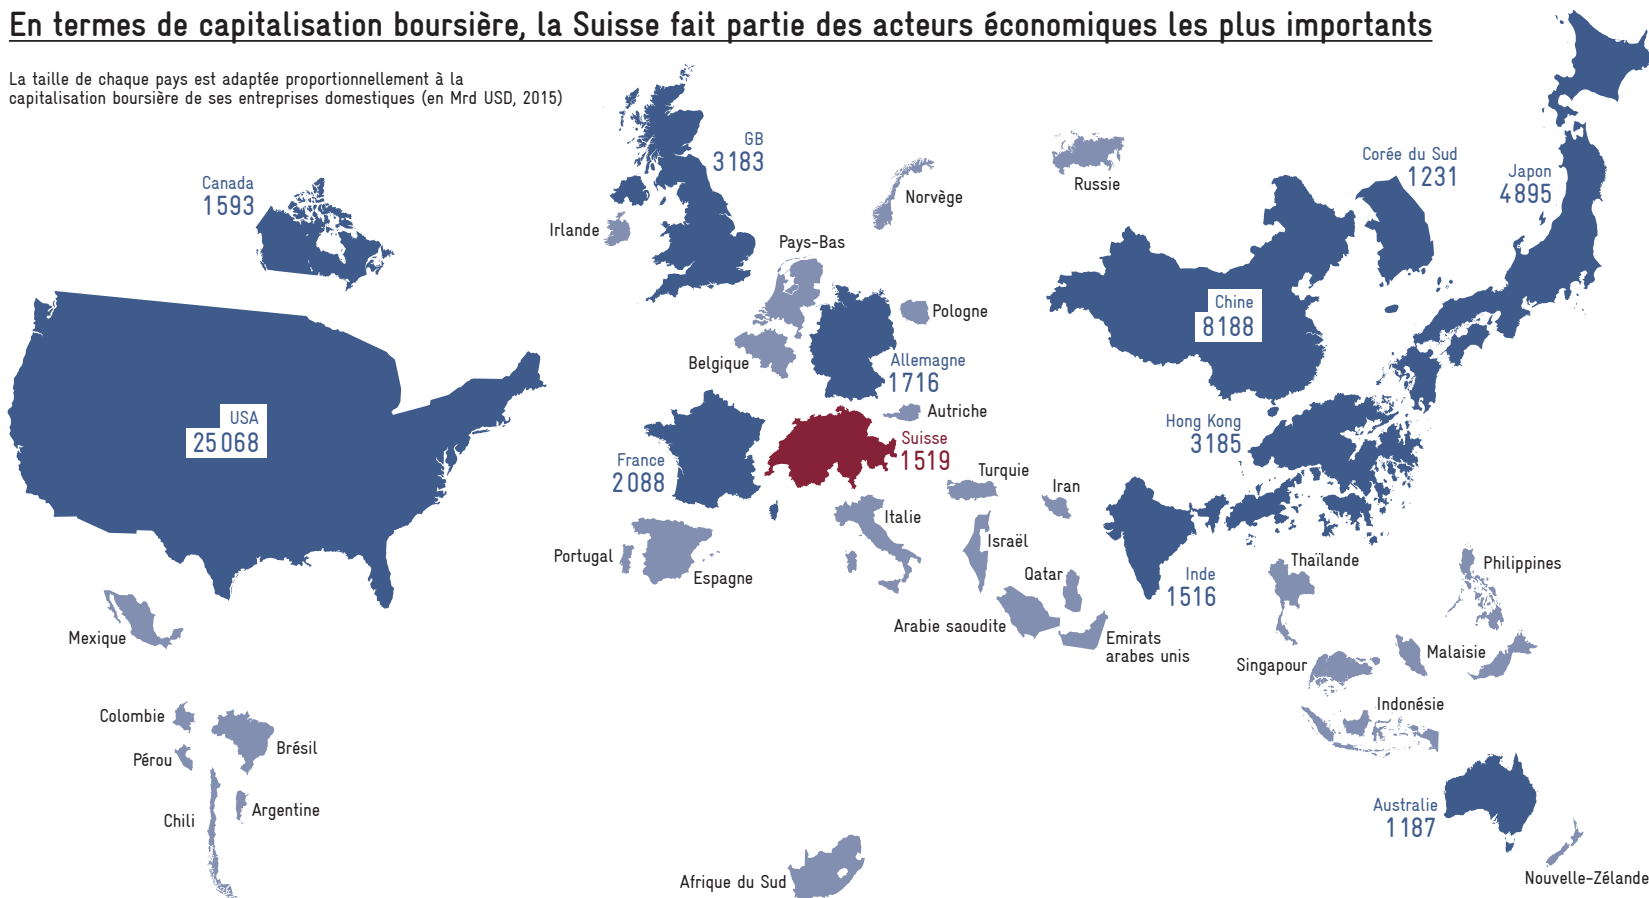 En termes de capitalisation boursière, la Suisse fait partie des acteurs économiques les plus importants
La taille de chaque pays est adaptée proportionnellement à la
capitalisation boursière de ses entreprises domestiques (en Mrd USD, 2015)
GB
3183
Canada
1593
Irlande
Norvège
Russie
Corée du Sud
1231
Japon
4895
Pays-Bas
Pologne
Belgique
Allemagne
1716
Chine
8188
USA
25 068
Autriche
Hong Kong
3185
France
2088
Suisse
1519
Turquie
Iran
Italie
Israël
Portugal
Espagne
Qatar
Inde
1516
Thaïlande
Philippines
Mexique
Arabie saoudite
Emirats
arabes unis
Singapour
Malaisie
Indonésie
Colombie
Pérou
Brésil
Chili
Argentine
Australie
1187
Afrique du Sud
Nouvelle-Zélande